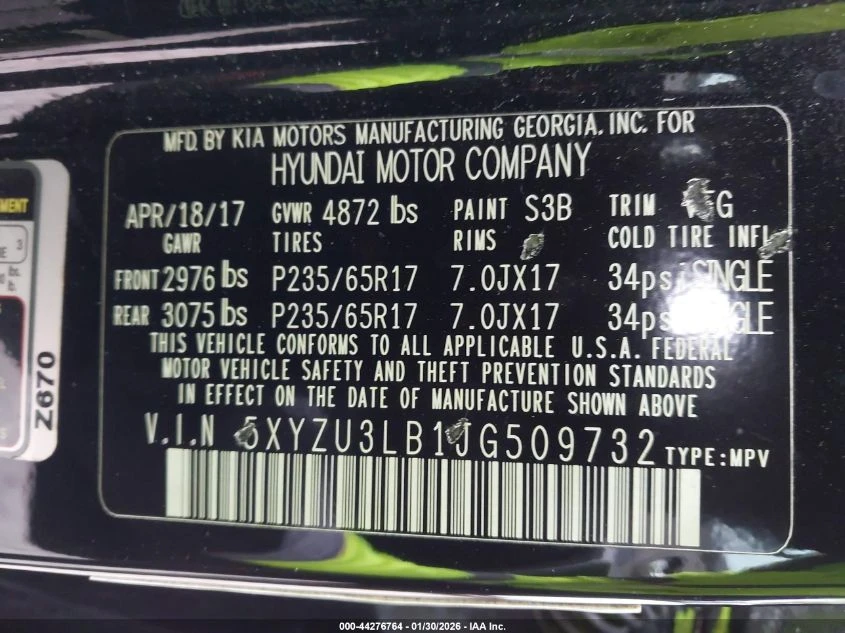 MFD. BY KIA MOTORS MANUFACTURING GEORGIA, INC. FOR
HYUNDAI MOTOR COMPANY
APR/18/17 GVWR 4872 lbs PAINT S3B TRIM
GAWR TIRES RIMS COLD TIRE INFL
FRONT 2976 lbs P235/65R17 7.0JX17 34psi SINGLE
REAR 3075 lbs P235/65R17 7.0JX17
THIS VEHICLE CONFORMS TO ALL APPLICABLE U.S.A. FEDERAL
MOTOR VEHICLE SAFETY AND THEFT PREVENTION STANDARDS
IN EFFECT ON THE DATE OF MANUFACTURE SHOWN ABOVE
V.I.N 5XYZU3LB1JG509732 TYPE:MPV
Z670
000-44276764 - 01/30/2026 - IAA Inc.